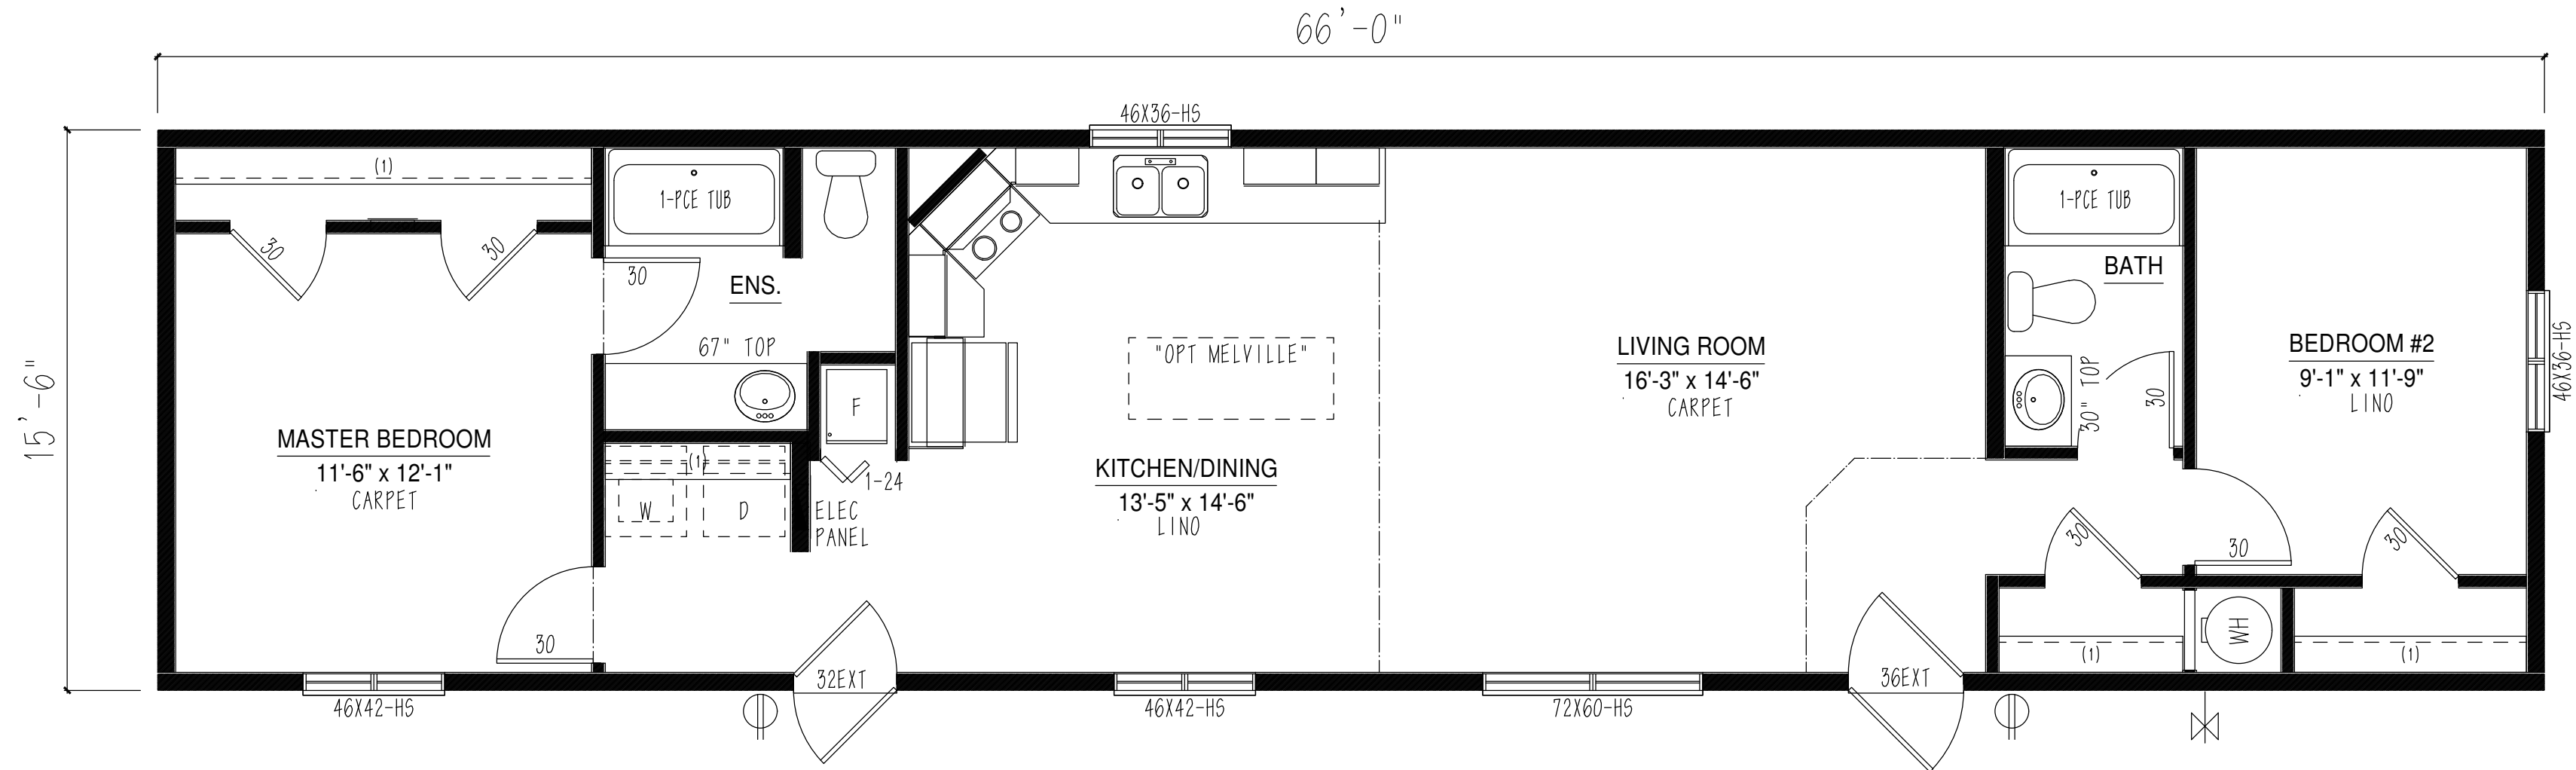 66'-0"
15'-6"
46X36-HS
(1)
30
30
1-PCE TUB
30
ENS.
67" TOP
F
MASTER BEDROOM
11'-6" x 12'-1"
CARPET
(1)
W
D
1-24
ELEC
PANEL
30
"OPT MELVILLE"
KITCHEN/DINING
13'-5" x 14'-6"
LINO
LIVING ROOM
16'-3" x 14'-6"
CARPET
1-PCE TUB
BATH
30" TOP
30
BEDROOM #2
9'-1" x 11'-9"
LINO
46X36-HS
30
30
30
(1)
WH
(1)
46X42-HS
32EXT
46X42-HS
72X60-HS
36EXT